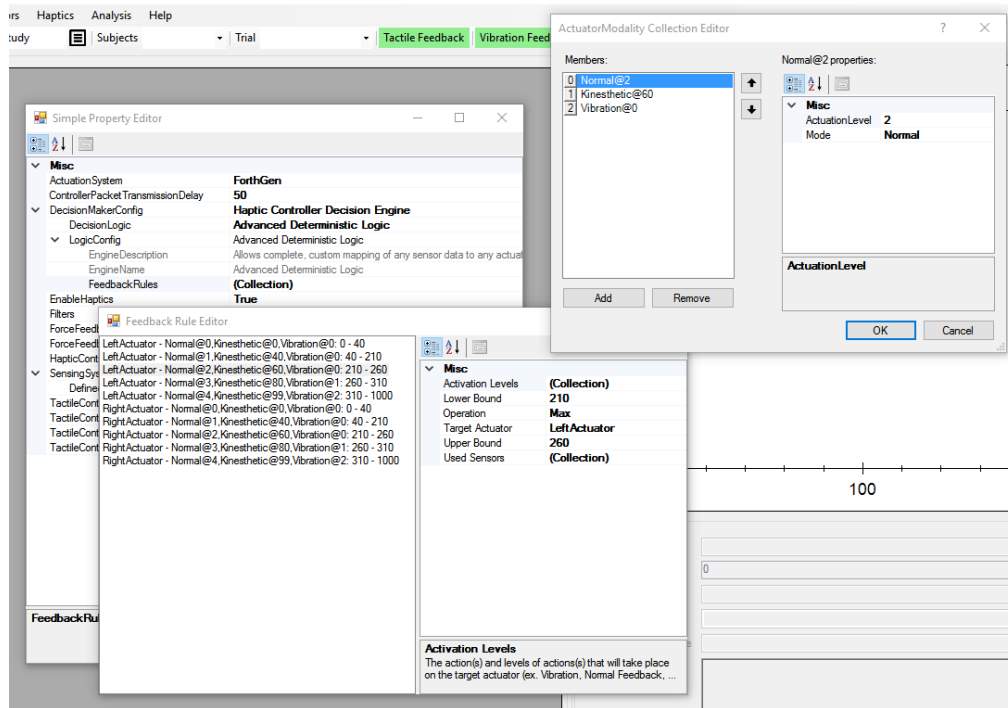 ors Haptics Analysis Help
tudy Subjects Trial Tactile Feedback Vibration Feed
ActuatorModality Collection Editor
Members:
0 Normal@2
1 Kinesthetic@60
2 Vibration@0
Add Remove
Normal@2 properties:
Misc
ActuationLevel 2
Mode Normal
ActuationLevel
OK Cancel
Simple Property Editor
Misc
ActuationSystem ForthGen
ControllerPacketTransmissionDelay 50
DecisionMakerConfig Haptic Controller Decision Engine
DecisionLogic Advanced Deterministic Logic
LogicConfig Advanced Deterministic Logic
EngineDescription Allows complete, custom mapping of any sensor data to any actuat
EngineName Advanced Deterministic Logic
FeedbackRules (Collection)
EnableHaptics True
Filters
ForceFeedb
ForceFeedb
HapticCont
SensingSys
Define
TactileCont
TactileCont
TactileCont
TactileCont
FeedbackRul
Feedback Rule Editor
LeftActuator - Normal@0,Kinesthetic@0,Vibration@0: 0 - 40
LeftActuator - Normal@1,Kinesthetic@40,Vibration@0: 40 - 210
LeftActuator - Normal@2,Kinesthetic@60,Vibration@0: 210 - 260
LeftActuator - Normal@3,Kinesthetic@80,Vibration@1: 260 - 310
LeftActuator - Normal@4,Kinesthetic@99,Vibration@2: 310 - 1000
RightActuator - Normal@0,Kinesthetic@0,Vibration@0: 0 - 40
RightActuator - Normal@1,Kinesthetic@40,Vibration@0: 40 - 210
RightActuator - Normal@2,Kinesthetic@60,Vibration@0: 210 - 260
RightActuator - Normal@3,Kinesthetic@80,Vibration@1: 260 - 310
RightActuator - Normal@4,Kinesthetic@99,Vibration@2: 310 - 1000
Misc
Activation Levels (Collection)
Lower Bound 210
Operation Max
Target Actuator LeftActuator
Upper Bound 260
Used Sensors (Collection)
Activation Levels
The action(s) and levels of actions(s) that will take place
on the target actuator (ex. Vibration, Normal Feedback, ...
100
0
e